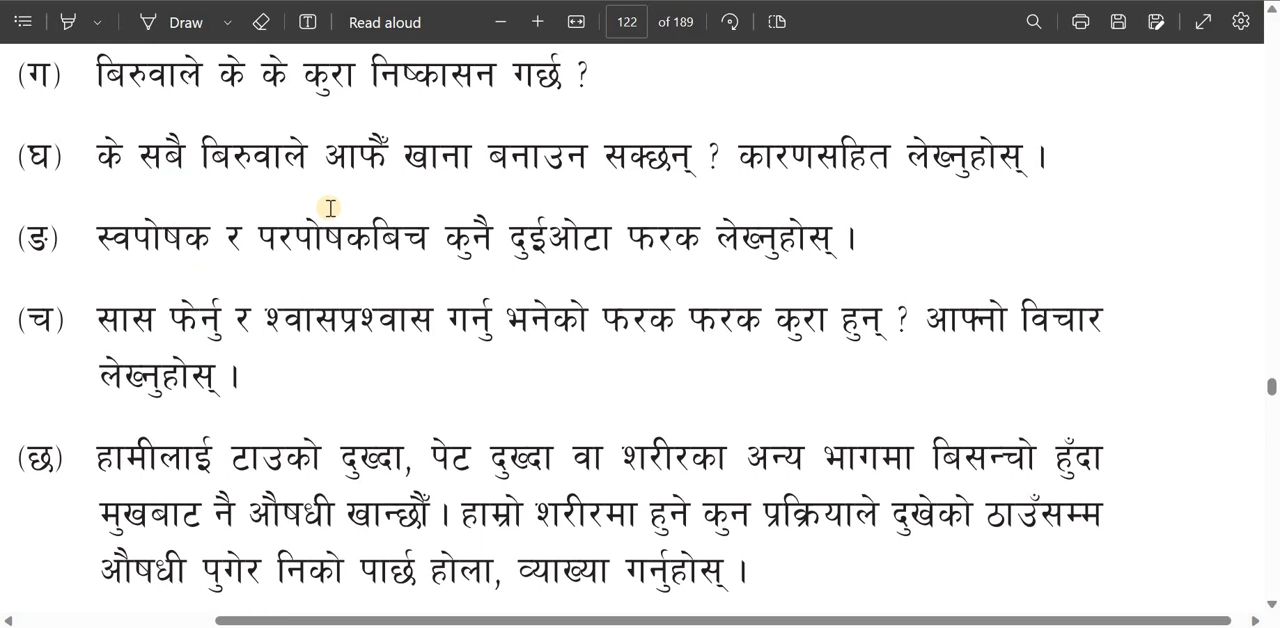 Draw
Read aloud
122
of 189
(ग) बिरुवाले के के कुरा निष्कासन गर्छ ?
(घ) के सबै बिरुवाले आफैँ खाना बनाउन सक्छन् ? कारणसहित लेख्नुहोस् ।
(ङ) स्वपोषक र परपोषकबिच कुनै दुईओटा फरक लेख्नुहोस् ।
(च) सास फेर्नु र श्वासप्रश्वास गर्नु भनेको फरक फरक कुरा हुन् ? आफ्नो विचार
लेख्नुहोस् ।
(छ) हामीलाई टाउको दुख्दा, पेट दुख्दा वा शरीरका अन्य भागमा बिसन्चो हुँदा
मुखबाट नै औषधी खान्छौँ । हाम्रो शरीरमा हुने कुन प्रक्रियाले दुखेको ठाउँसम्म
औषधी पुगेर निको पार्छ होला, व्याख्या गर्नुहोस् ।